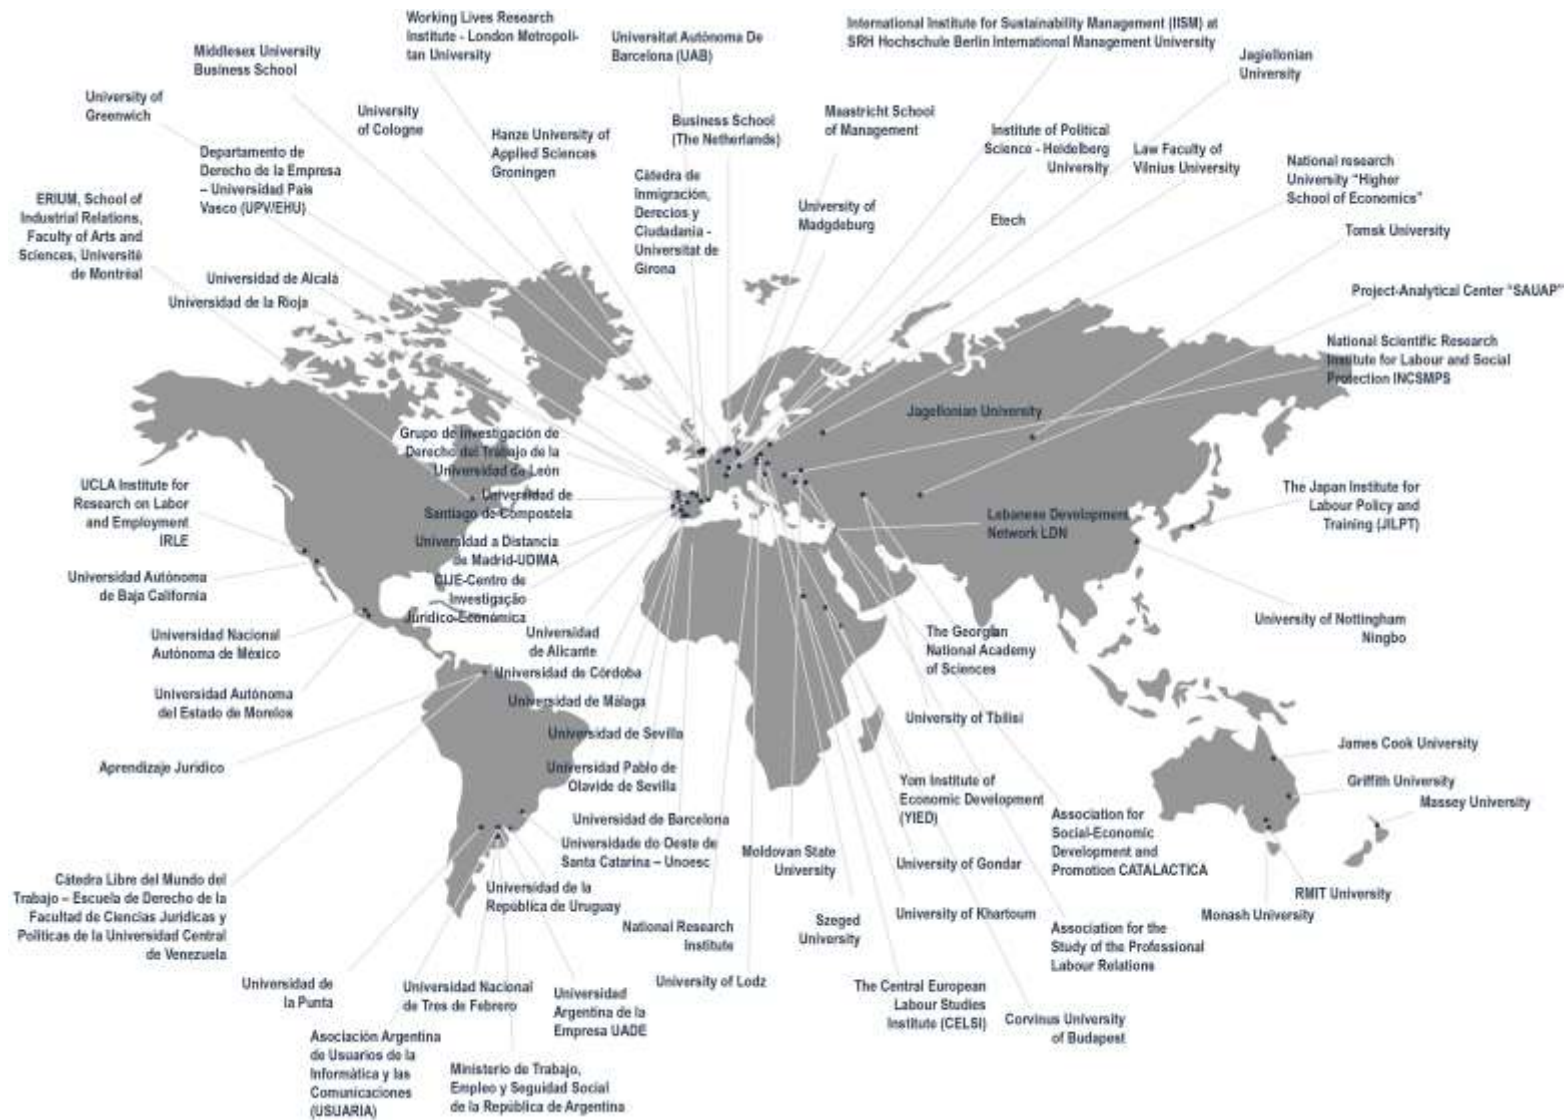 Working Lives Research
Institute - London Metropoli-
tan University
International Institute for Sustainability Management (IISM) at
SRH Hochschule Berlin International Management University
Middlesex University
Business School
Universitat Autònoma De
Barcelona (UAB)
Jagiellonian
University
University of
Greenwich
University
of Cologne
Hanze University of
Applied Sciences
Groningen
Business School
(The Netherlands)
Maastricht School
of Management
Institute of Political
Science - Heidelberg
University
Law Faculty of
Vilnius University
National research
University “Higher
School of Economics”
Departamento de
Derecho de la Empresa
– Universidad Pais
Vasco (UPV/EHU)
Cátedra de
Inmigración,
Derecios y
Ciudadania -
Universitat de
Girona
ERIUM, School of
Industrial Relations,
Faculty of Arts and
Sciences, Université
de Montréal
University of
Madgdeburg
Etech
Tomsk University
Universidad de Alcalá
Universidad de la Rioja
Project-Analytical Center “SAUAP”
National Scientific Research
Institute for Labour and Social
Protection INCSMPS
Jagellonian University
Grupo de Investigación de
Derecho del Trabajo de la
Universidad de León
UCLA Institute for
Research on Labor
and Employment
IRLE
Universidad de
Santiago de Compostela
The Japan Institute for
Labour Policy and
Training (JILPT)
Lebanese Development
Network LDN
Universidad a Distancia
de Madrid-UDIMA
CIJE-Centro de
Investigação
Jurídico-Económica
Universidad Autónoma
de Baja California
Universidad Nacional
Autónoma de México
Universidad
de Alicante
The Georgian
National Academy
of Sciences
University of Nottingham
Ningbo
Universidad de Córdoba
Universidad Autónoma
del Estado de Morelos
Universidad de Málaga
University of Tbilisi
Universidad de Sevilla
James Cook University
Aprendizaje Juridico
Universidad Pablo de
Olavide de Sevilla
Yom Institute of
Economic Development
(YIED)
Griffith University
Massey University
Universidad de Barcelona
Association for
Social-Economic
Development and
Promotion CATALACTICA
Universidade do Oeste de
Santa Catarina – Unoesc
Moldovan State
University
University of Gondar
Cátedra Libre del Mundo del
Trabajo – Escuela de Derecho de la
Facultad de Ciencias Jurídicas y
Políticas de la Universidad Central
de Venezuela
Universidad de la
República de Uruguay
RMIT University
Monash University
National Research
Institute
Szeged
University
University of Khartoum
Association for the
Study of the Professional
Labour Relations
Universidad de
la Punta
Universidad Nacional
de Tres de Febrero
University of Lodz
Universidad
Argentina de la
Empresa UADE
The Central European
Labour Studies
Institute (CELSI)
Corvinus University
of Budapest
Asociación Argentina
de Usuarios de la
Informática y las
Comunicaciones
(USUARIA)
Ministerio de Trabajo,
Empleo y Seguidad Social
de la República de Argentina